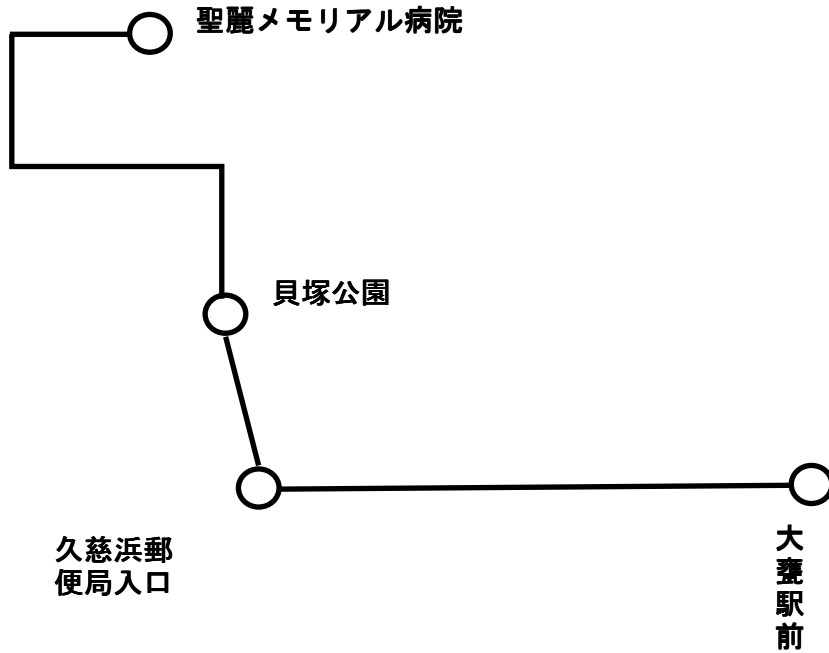 聖麗メモリアル病院
貝塚公園
久慈浜郵
便局入口
大甕駅前